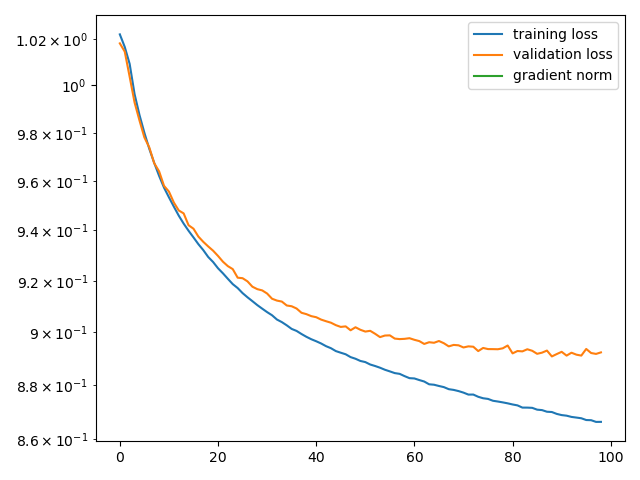 training loss
validation loss
gradient norm
1.02 × 10⁰
10⁰
9.8 × 10⁻¹
9.6 × 10⁻¹
9.4 × 10⁻¹
9.2 × 10⁻¹
9 × 10⁻¹
8.8 × 10⁻¹
8.6 × 10⁻¹
0 20 40 60 80 100